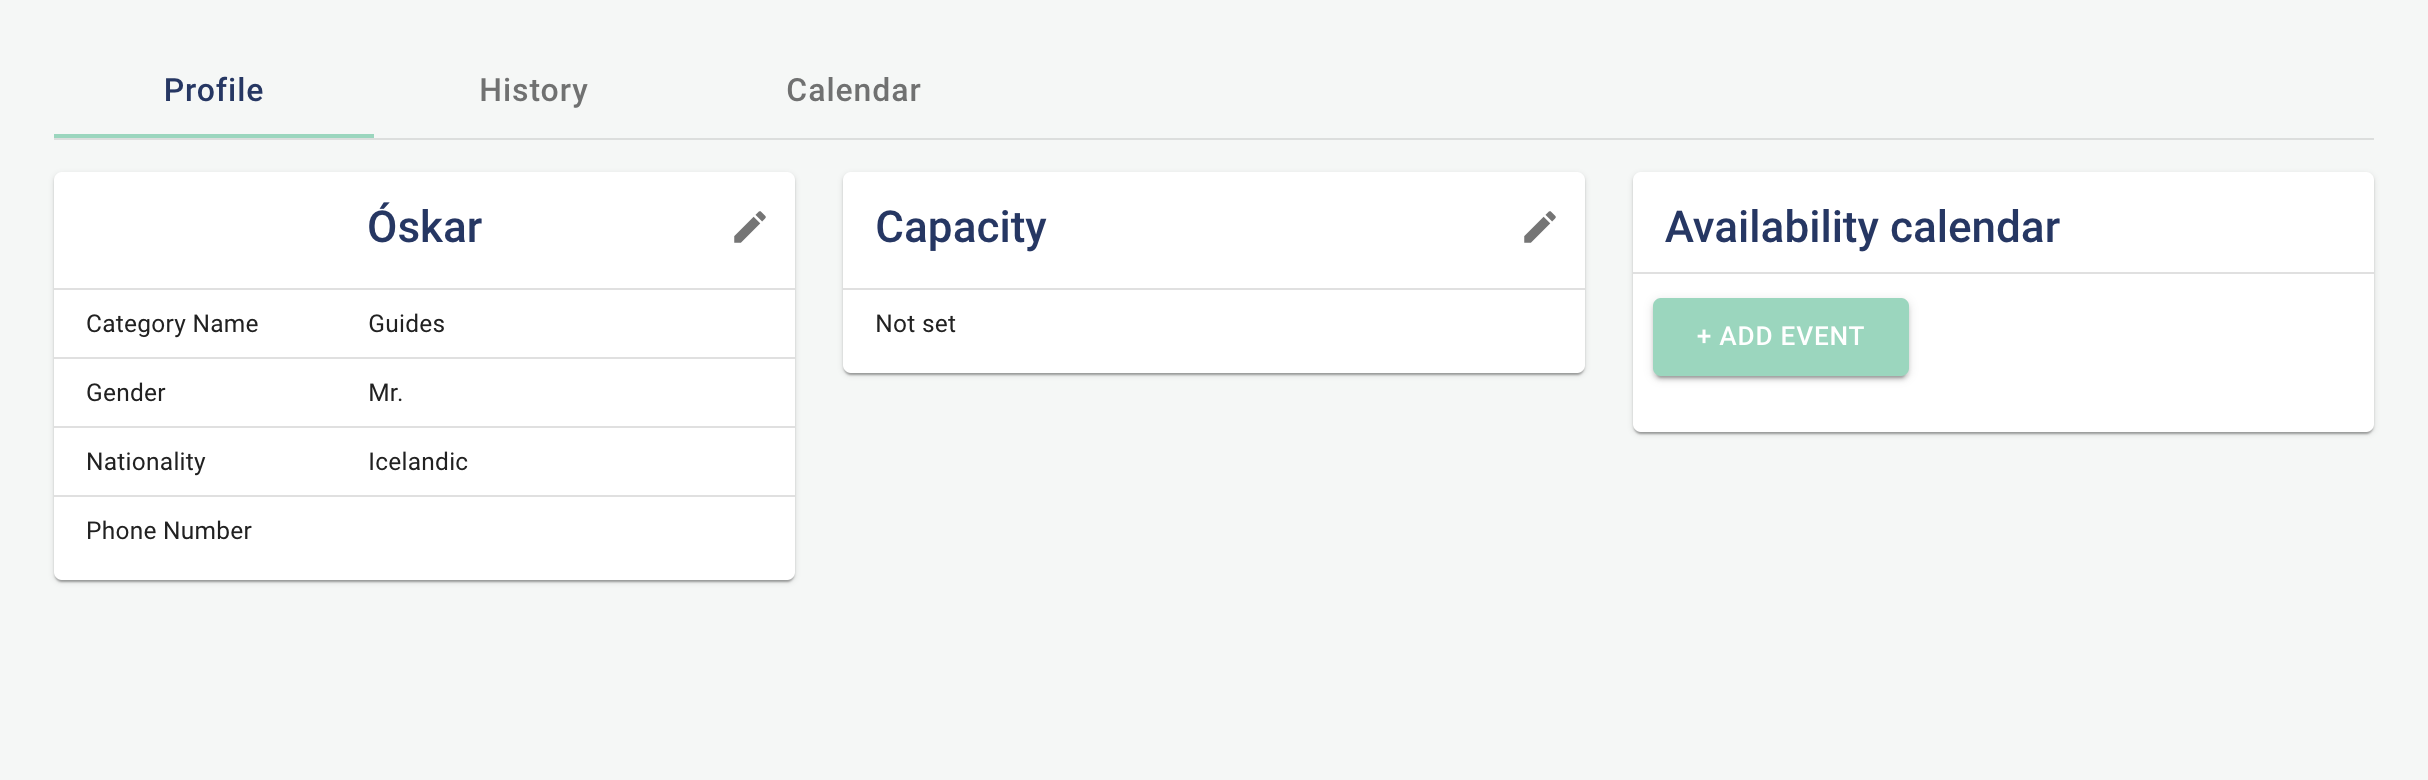 Profile History Calendar
Óskar
Category Name Guides
Gender Mr.
Nationality Icelandic
Phone Number
Capacity
Not set
Availability calendar
+ ADD EVENT